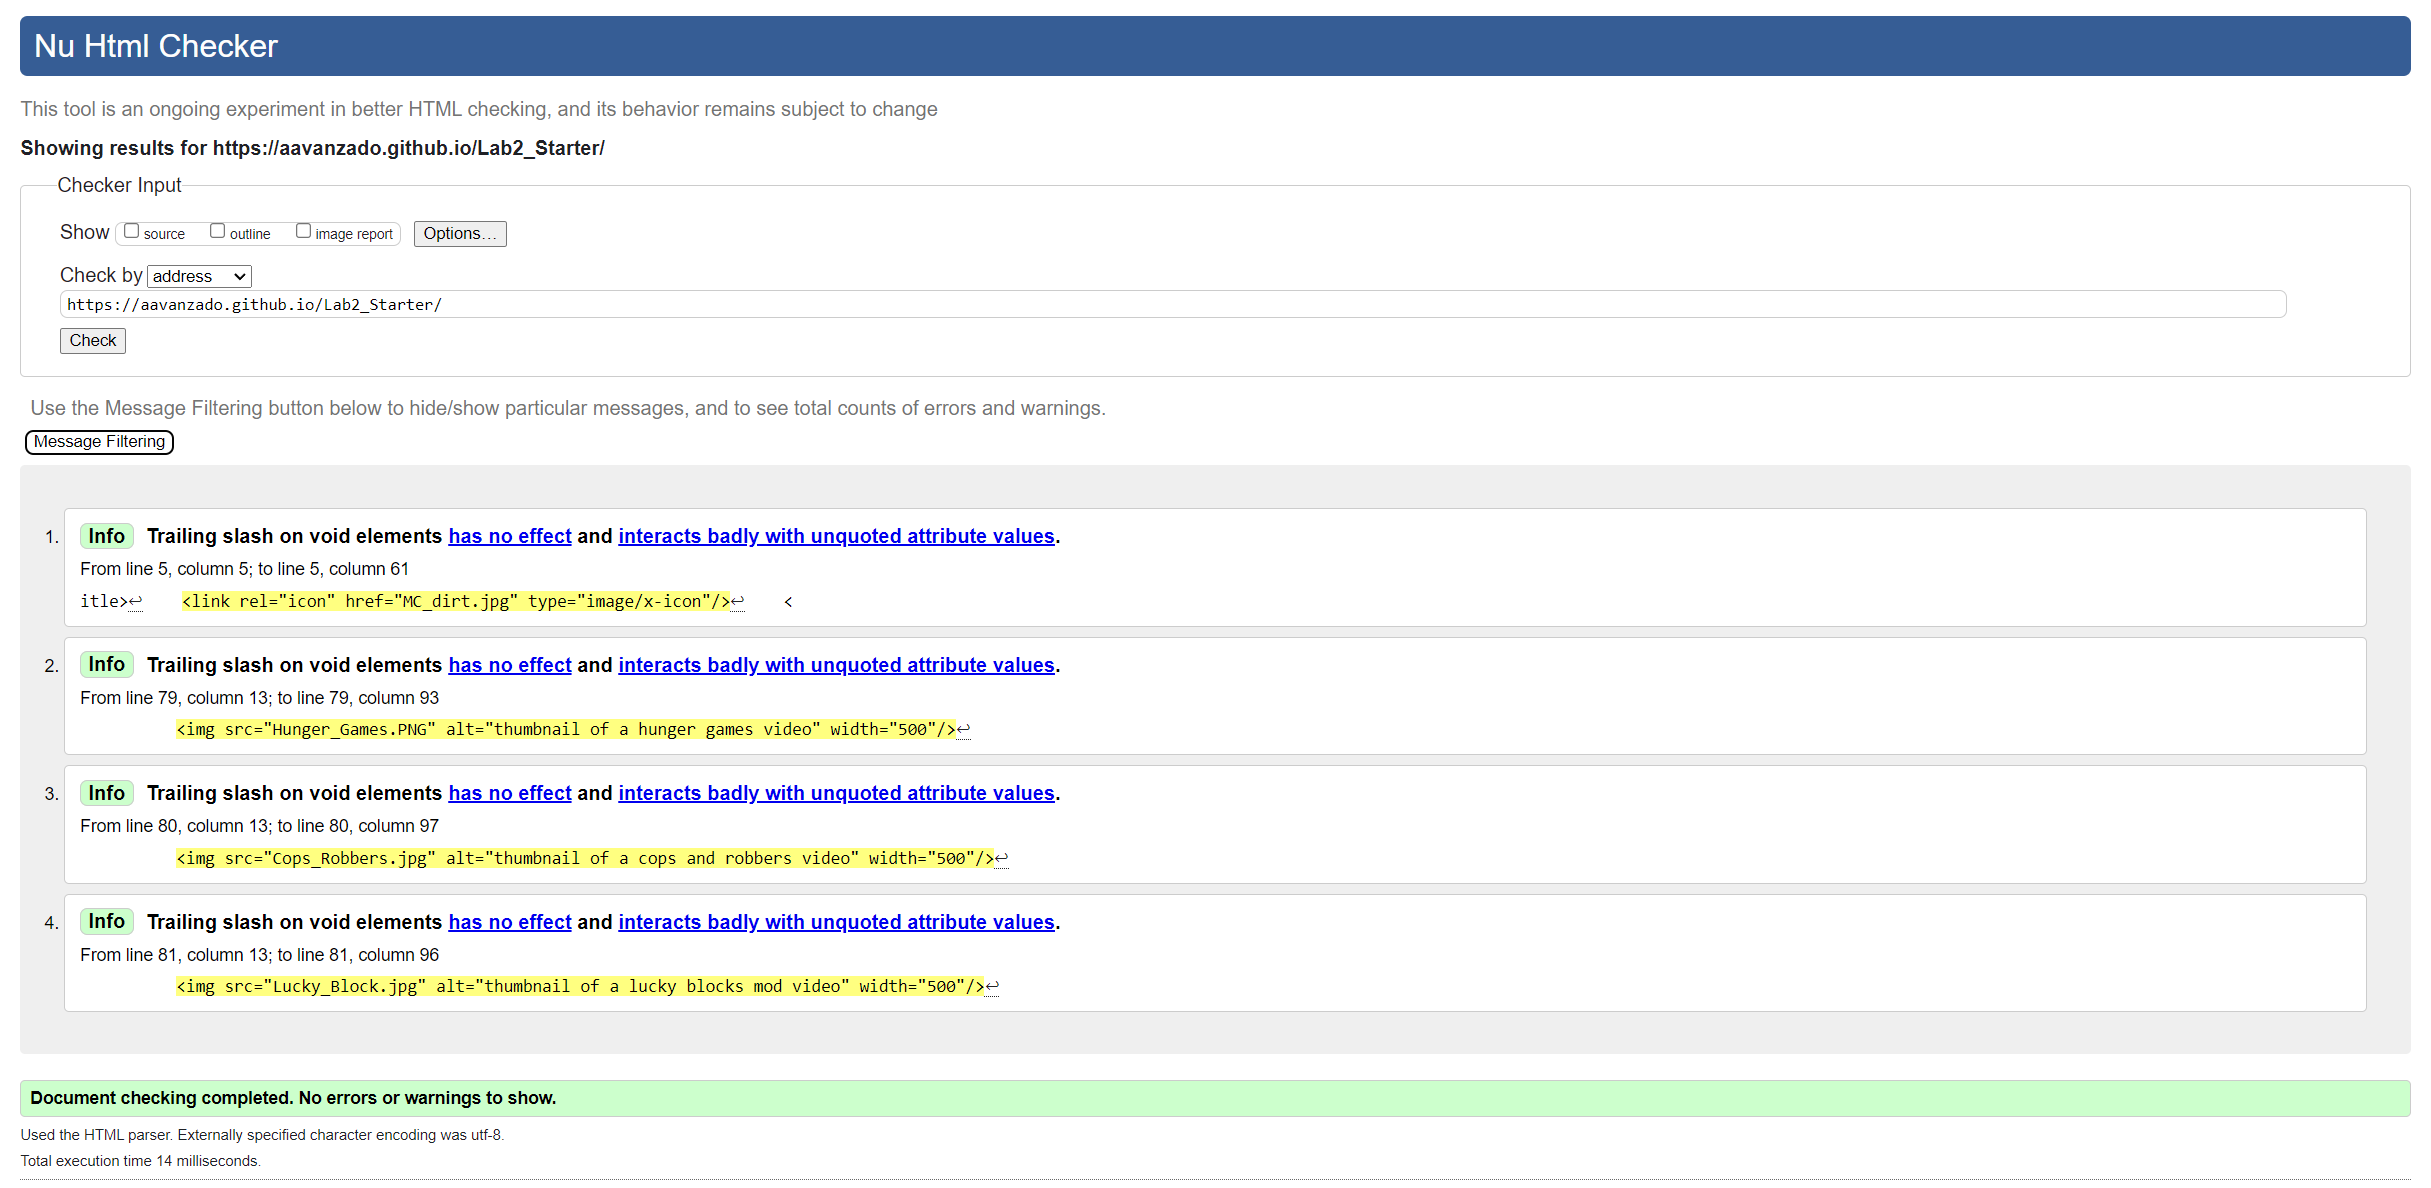 Nu Html Checker
This tool is an ongoing experiment in better HTML checking, and its behavior remains subject to change
Showing results for https://aavanzado.github.io/Lab2_Starter/
Checker Input
Show source outline image report Options...
Check by address
https://aavanzado.github.io/Lab2_Starter/
Check
Use the Message Filtering button below to hide/show particular messages, and to see total counts of errors and warnings.
Message Filtering
1. Info Trailing slash on void elements has no effect and interacts badly with unquoted attribute values.
From line 5, column 5; to line 5, column 61
itle>↩ <link rel="icon" href="MC_dirt.jpg" type="image/x-icon"/>↩ <
2. Info Trailing slash on void elements has no effect and interacts badly with unquoted attribute values.
From line 79, column 13; to line 79, column 93
<img src="Hunger_Games.PNG" alt="thumbnail of a hunger games video" width="500"/>↩
3. Info Trailing slash on void elements has no effect and interacts badly with unquoted attribute values.
From line 80, column 13; to line 80, column 97
<img src="Cops_Robbers.jpg" alt="thumbnail of a cops and robbers video" width="500"/>↩
4. Info Trailing slash on void elements has no effect and interacts badly with unquoted attribute values.
From line 81, column 13; to line 81, column 96
<img src="Lucky_Block.jpg" alt="thumbnail of a lucky blocks mod video" width="500"/>↩
Document checking completed. No errors or warnings to show.
Used the HTML parser. Externally specified character encoding was utf-8.
Total execution time 14 milliseconds.